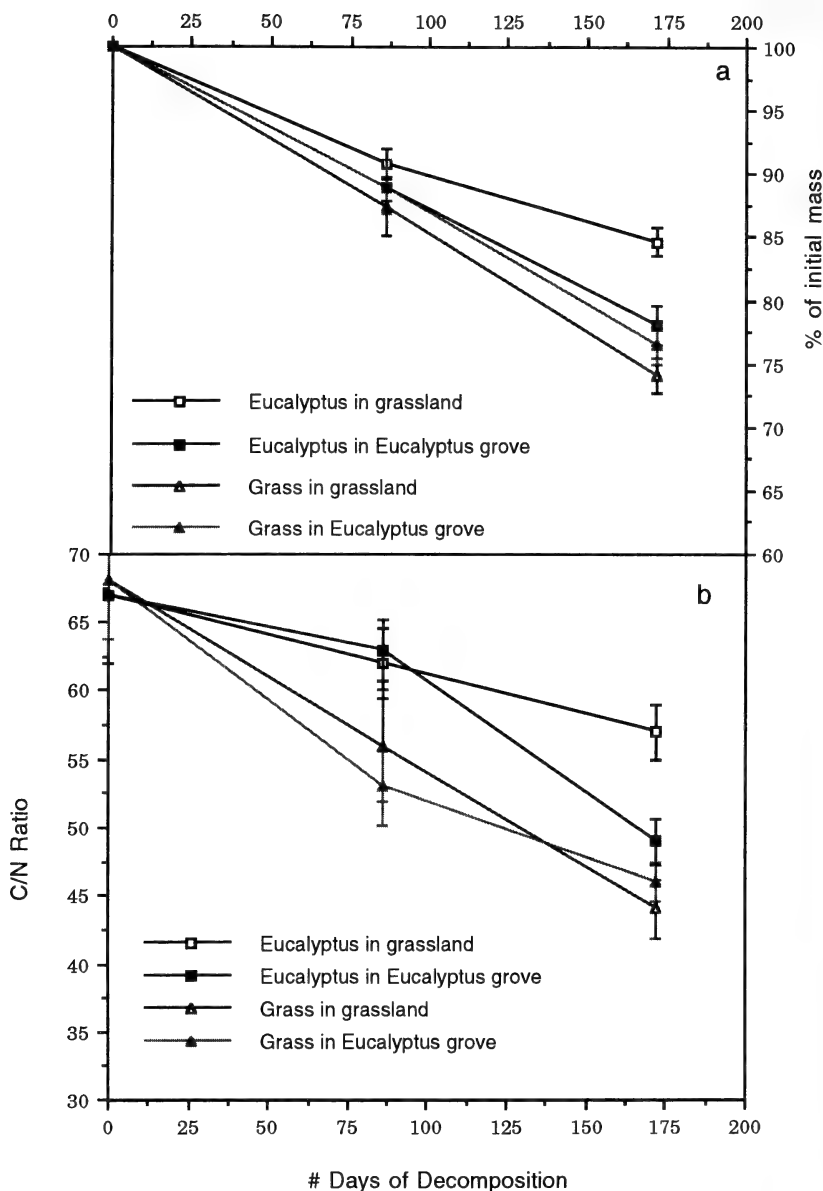 0 25 50 75 100 125 150 175 200
a
100
95
90
85
80
75
70
65
60
% of initial mass
Eucalyptus in grassland
Eucalyptus in Eucalyptus grove
Grass in grassland
Grass in Eucalyptus grove
b
70
65
60
55
50
45
40
35
30
C/N Ratio
Eucalyptus in grassland
Eucalyptus in Eucalyptus grove
Grass in grassland
Grass in Eucalyptus grove
0 25 50 75 100 125 150 175 200
# Days of Decomposition